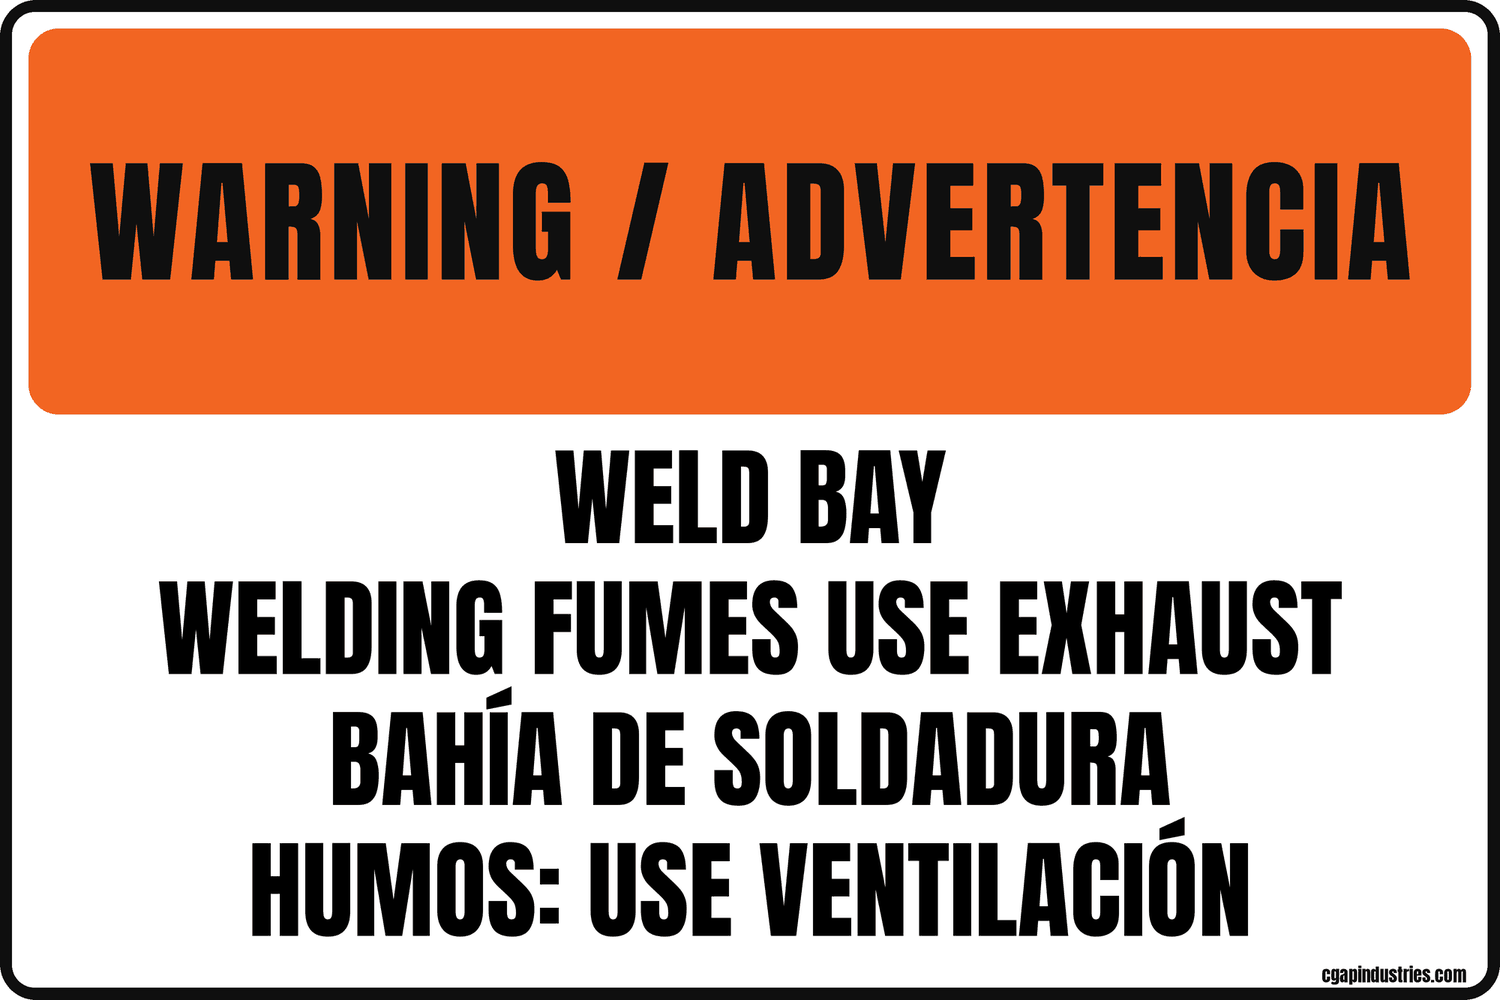 WARNING / ADVERTENCIA
WELD BAY
WELDING FUMES USE EXHAUST
BAHÍA DE SOLDADURA
HUMOS: USE VENTILACIÓN
cgapindustries.com